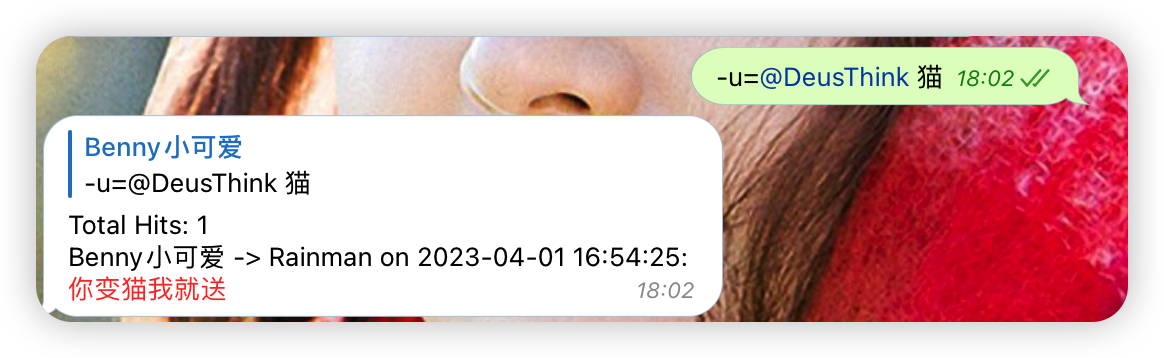 -u=@DeusThink 猫 18:02
Benny小可爱
-u=@DeusThink 猫
Total Hits: 1
Benny小可爱 -> Rainman on 2023-04-01 16:54:25:
你变猫我就送 18:02